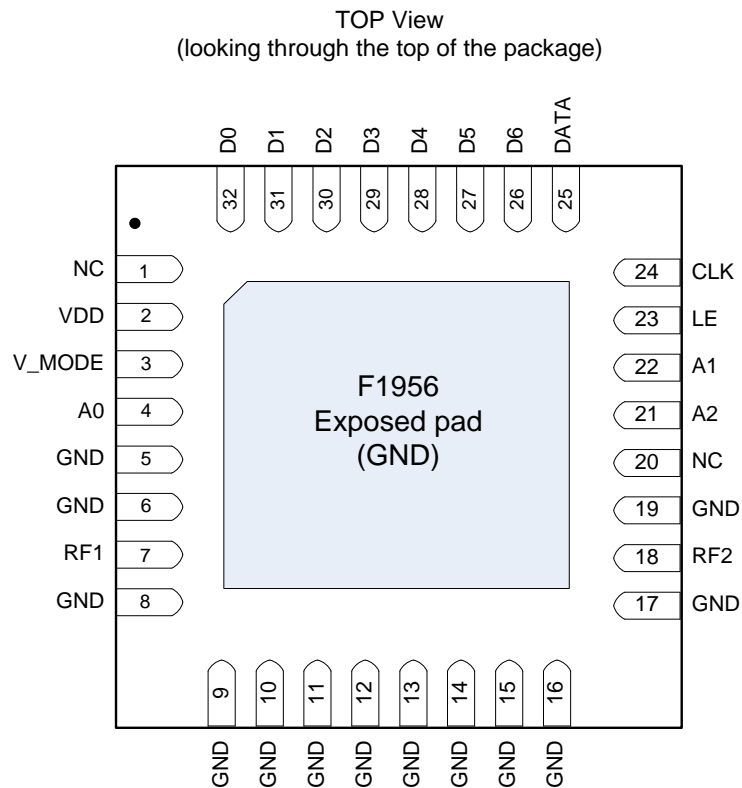 TOP View
(looking through the top of the package)
D0 D1 D2 D3 D4 D5 D6 DATA
32 31 30 29 28 27 26 25
NC 1
VDD 2
V_MODE 3
A0 4
GND 5
GND 6
RF1 7
GND 8
F1956
Exposed pad
(GND)
24 CLK
23 LE
22 A1
21 A2
20 NC
19 GND
18 RF2
17 GND
9 10 11 12 13 14 15 16
GND GND GND GND GND GND GND GND